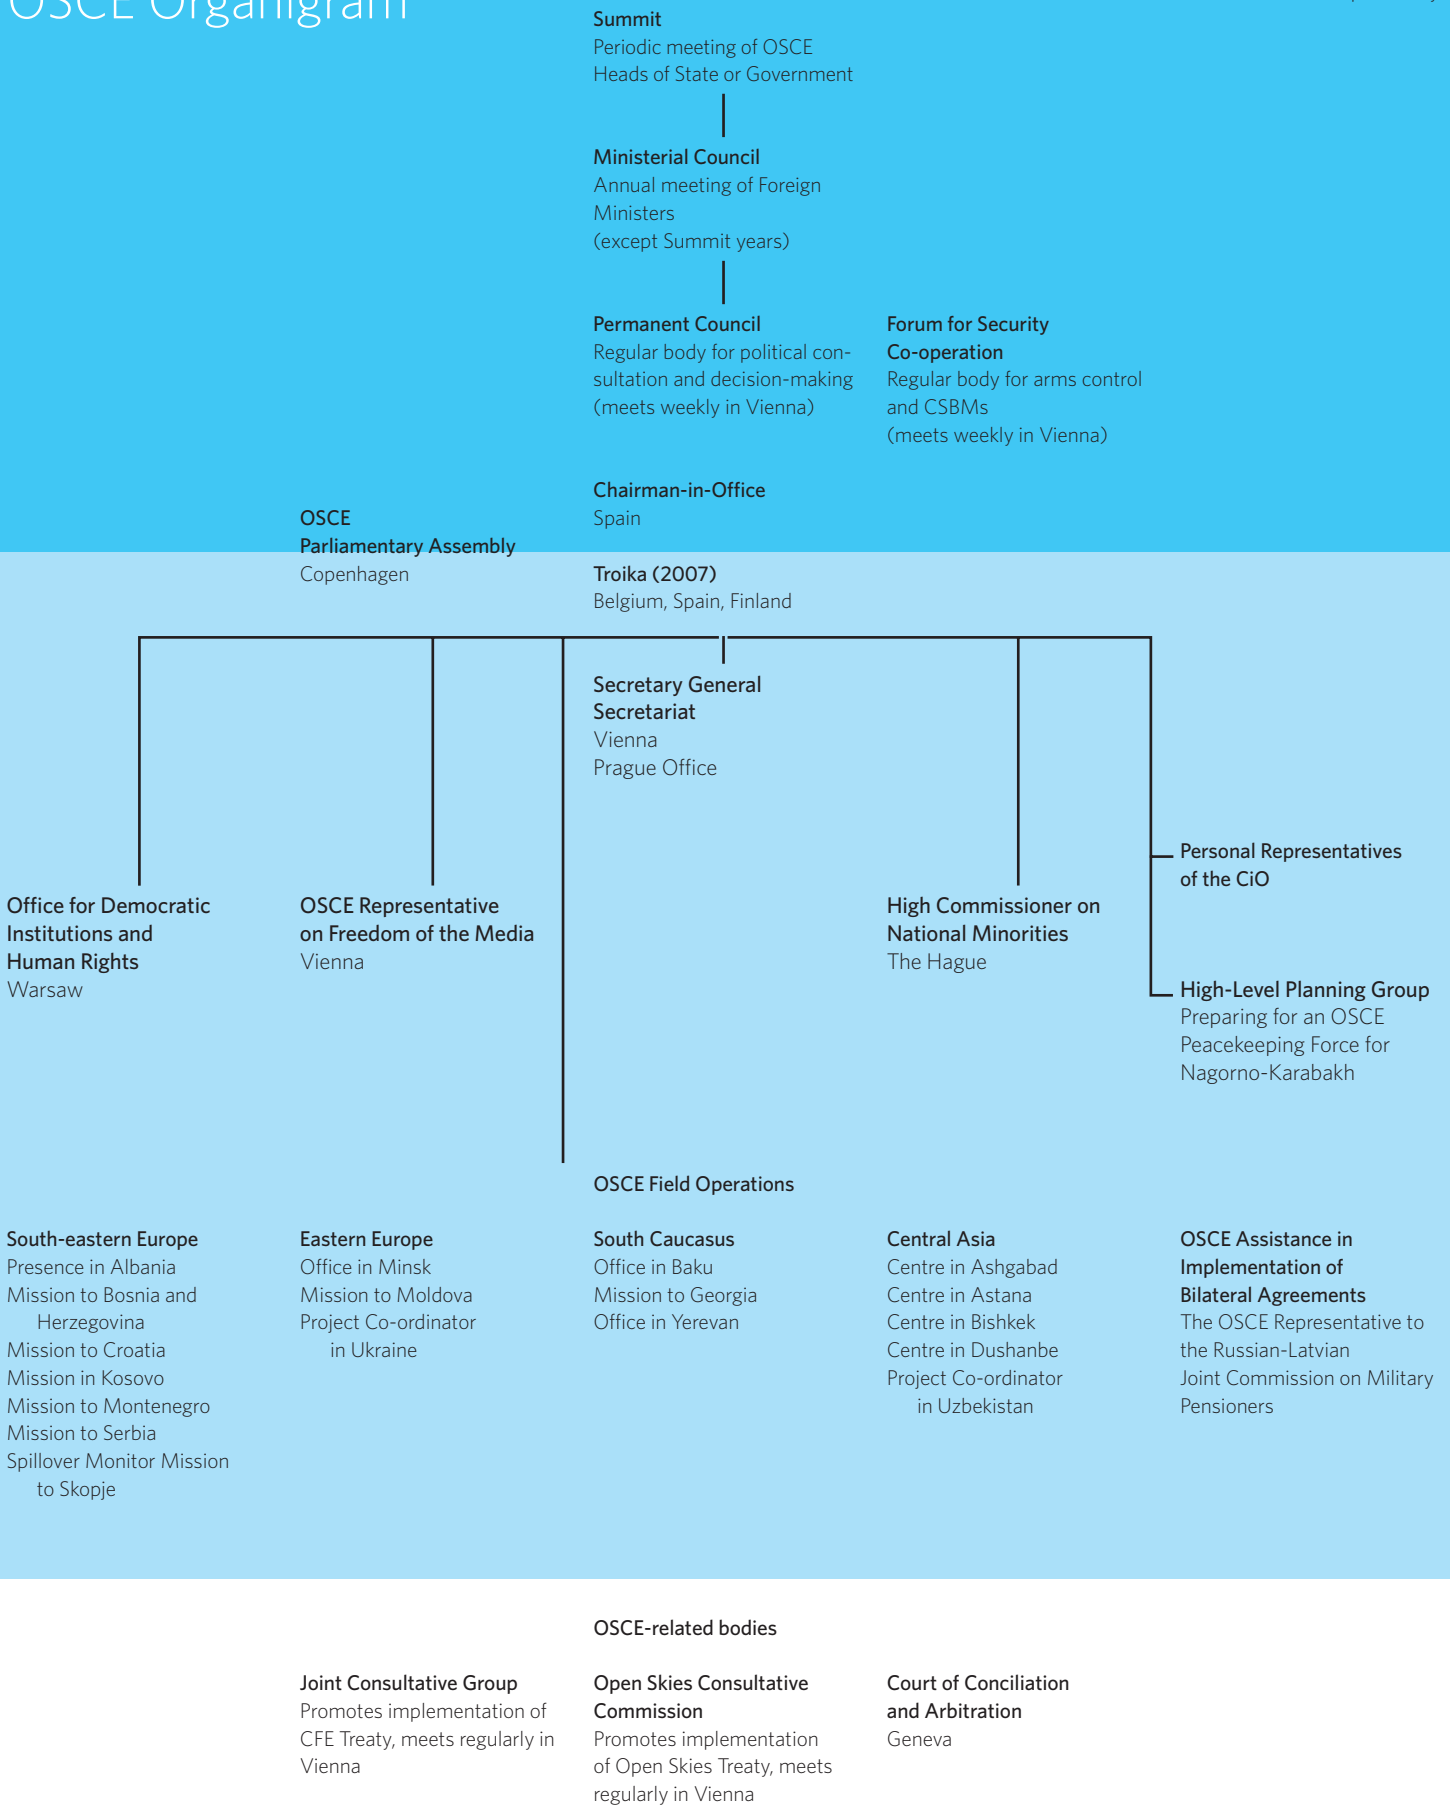 OSCE Organigram
Summit
Periodic meeting of OSCE
Heads of State or Government
Ministerial Council
Annual meeting of Foreign
Ministers
(except Summit years)
Permanent Council
Regular body for political con-
sultation and decision-making
(meets weekly in Vienna)
Forum for Security
Co-operation
Regular body for arms control
and CSBMs
(meets weekly in Vienna)
Chairman-in-Office
Spain
OSCE
Parliamentary Assembly
Copenhagen
Troika (2007)
Belgium, Spain, Finland
Secretary General
Secretariat
Vienna
Prague Office
Personal Representatives
of the CiO
Office for Democratic
Institutions and
Human Rights
Warsaw
OSCE Representative
on Freedom of the Media
Vienna
High Commissioner on
National Minorities
The Hague
High-Level Planning Group
Preparing for an OSCE
Peacekeeping Force for
Nagorno-Karabakh
OSCE Field Operations
South-eastern Europe
Presence in Albania
Mission to Bosnia and
Herzegovina
Mission to Croatia
Mission in Kosovo
Mission to Montenegro
Mission to Serbia
Spillover Monitor Mission
to Skopje
Eastern Europe
Office in Minsk
Mission to Moldova
Project Co-ordinator
in Ukraine
South Caucasus
Office in Baku
Mission to Georgia
Office in Yerevan
Central Asia
Centre in Ashgabad
Centre in Astana
Centre in Bishkek
Centre in Dushanbe
Project Co-ordinator
in Uzbekistan
OSCE Assistance in
Implementation of
Bilateral Agreements
The OSCE Representative to
the Russian-Latvian
Joint Commission on Military
Pensioners
OSCE-related bodies
Joint Consultative Group
Promotes implementation of
CFE Treaty, meets regularly in
Vienna
Open Skies Consultative
Commission
Promotes implementation
of Open Skies Treaty, meets
regularly in Vienna
Court of Conciliation
and Arbitration
Geneva